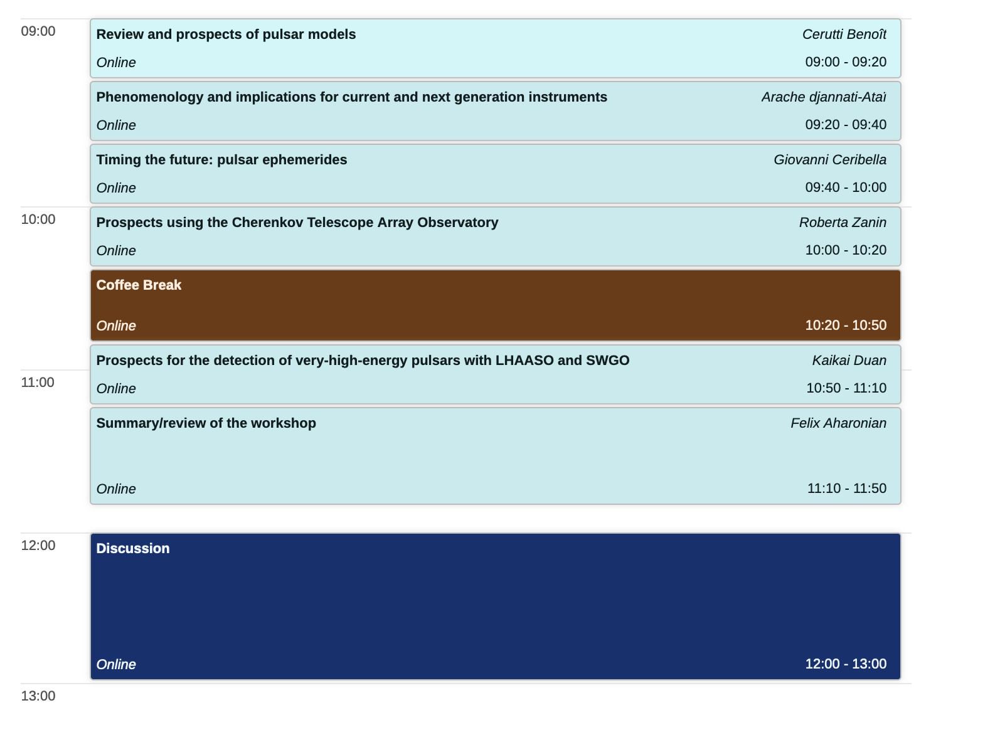 09:00
Review and prospects of pulsar models Cerutti Benoît
Online 09:00 - 09:20
Phenomenology and implications for current and next generation instruments Arache djannati-Ataï
Online 09:20 - 09:40
Timing the future: pulsar ephemerides Giovanni Ceribella
Online 09:40 - 10:00
10:00
Prospects using the Cherenkov Telescope Array Observatory Roberta Zanin
Online 10:00 - 10:20
Coffee Break
Online 10:20 - 10:50
Prospects for the detection of very-high-energy pulsars with LHAASO and SWGO Kaikai Duan
11:00
Online 10:50 - 11:10
Summary/review of the workshop Felix Aharonian
Online 11:10 - 11:50
12:00
Discussion
Online 12:00 - 13:00
13:00